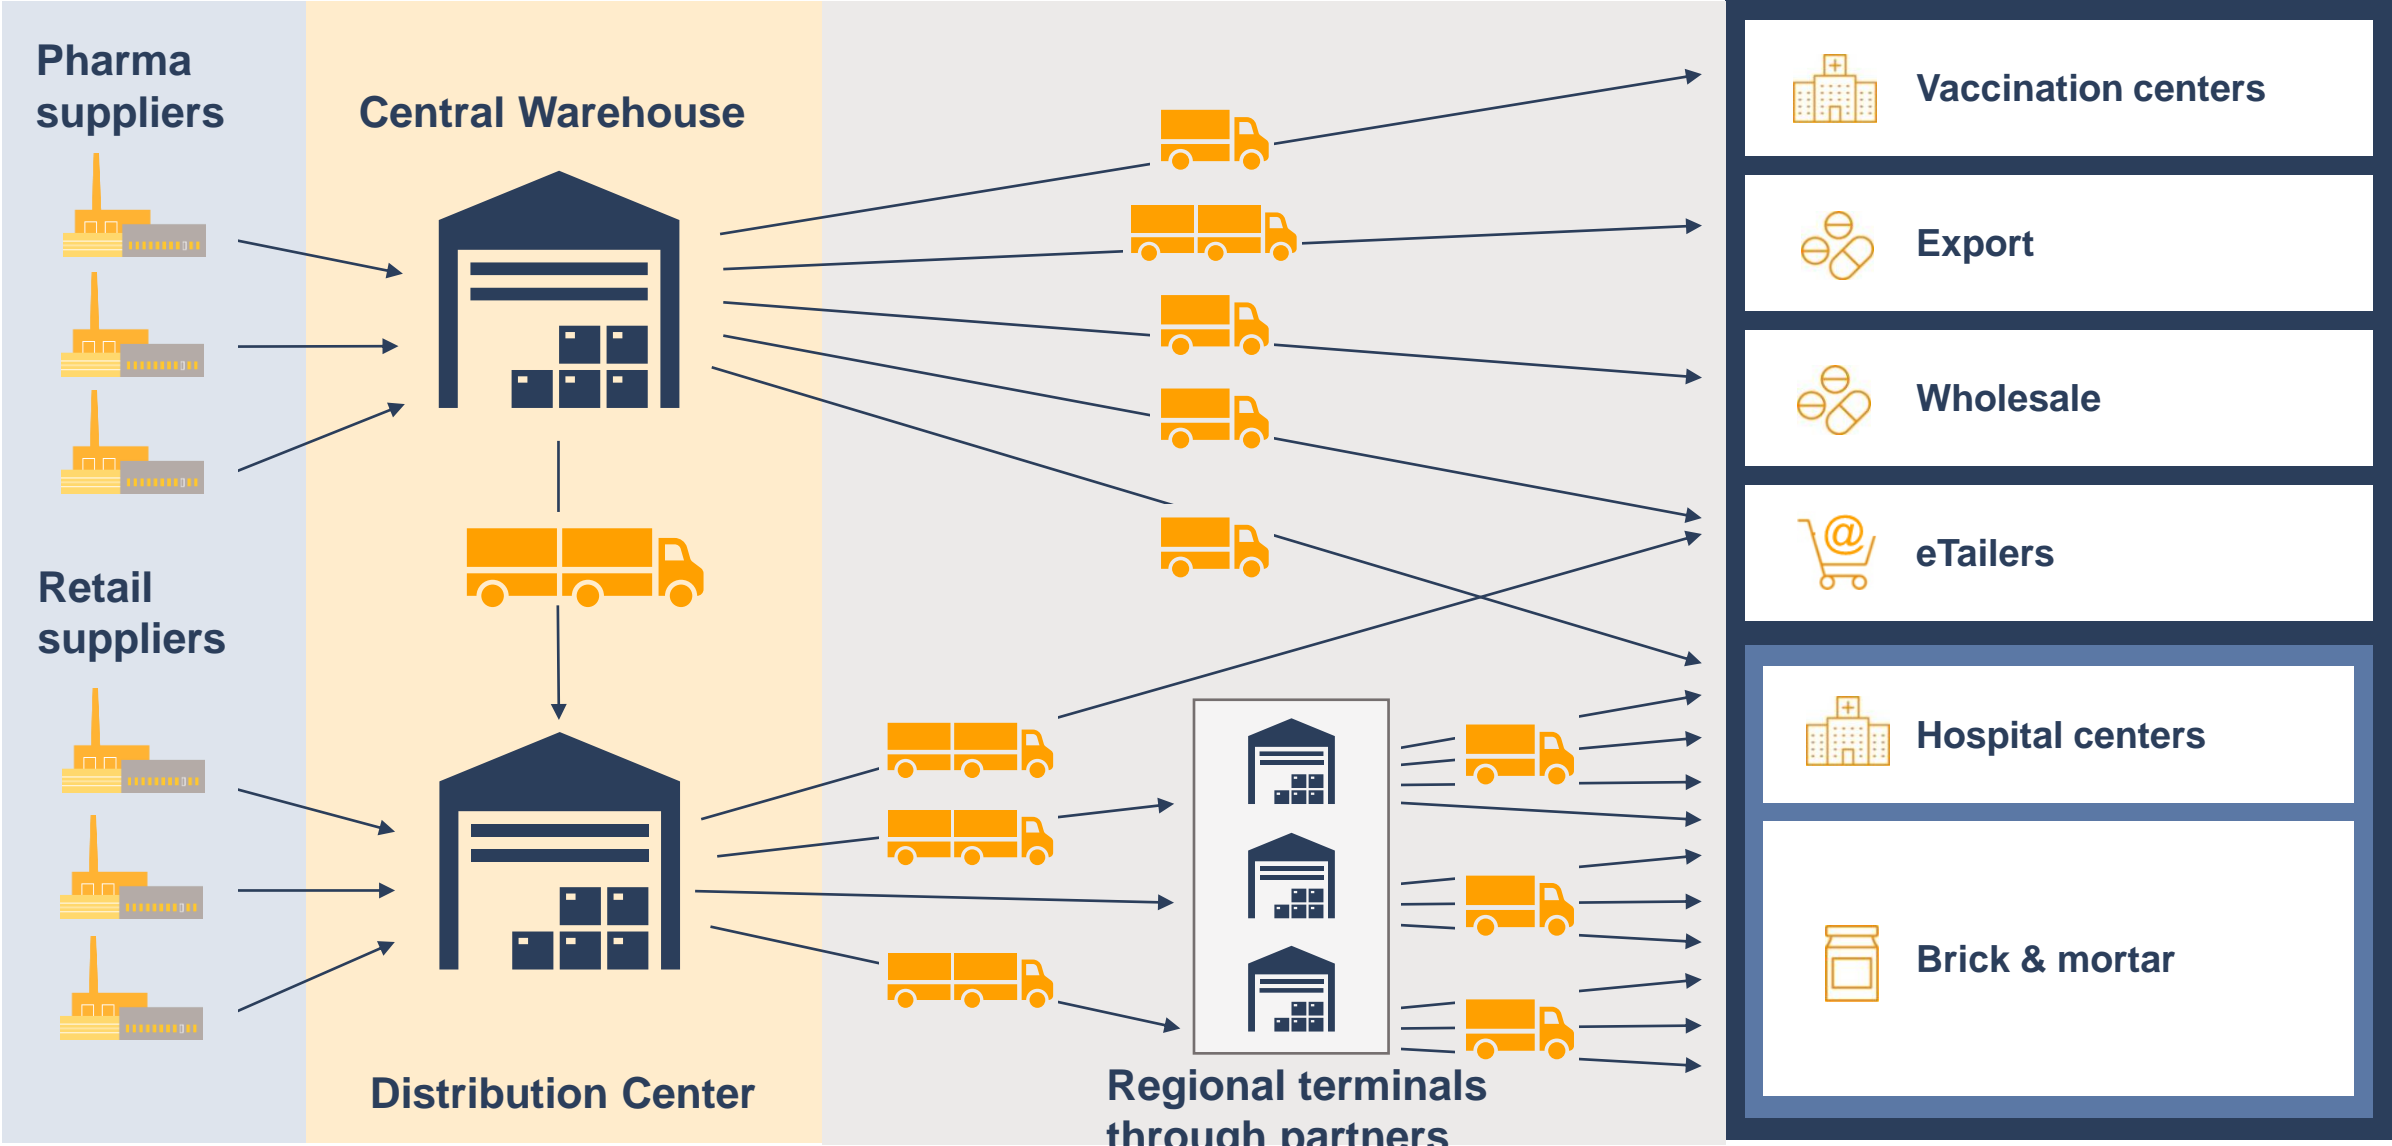 Pharma
suppliers
Central Warehouse
Retail
suppliers
Distribution Center
Regional terminals
through partners
Vaccination centers
Export
Wholesale
@
eTailers
Hospital centers
Brick & mortar